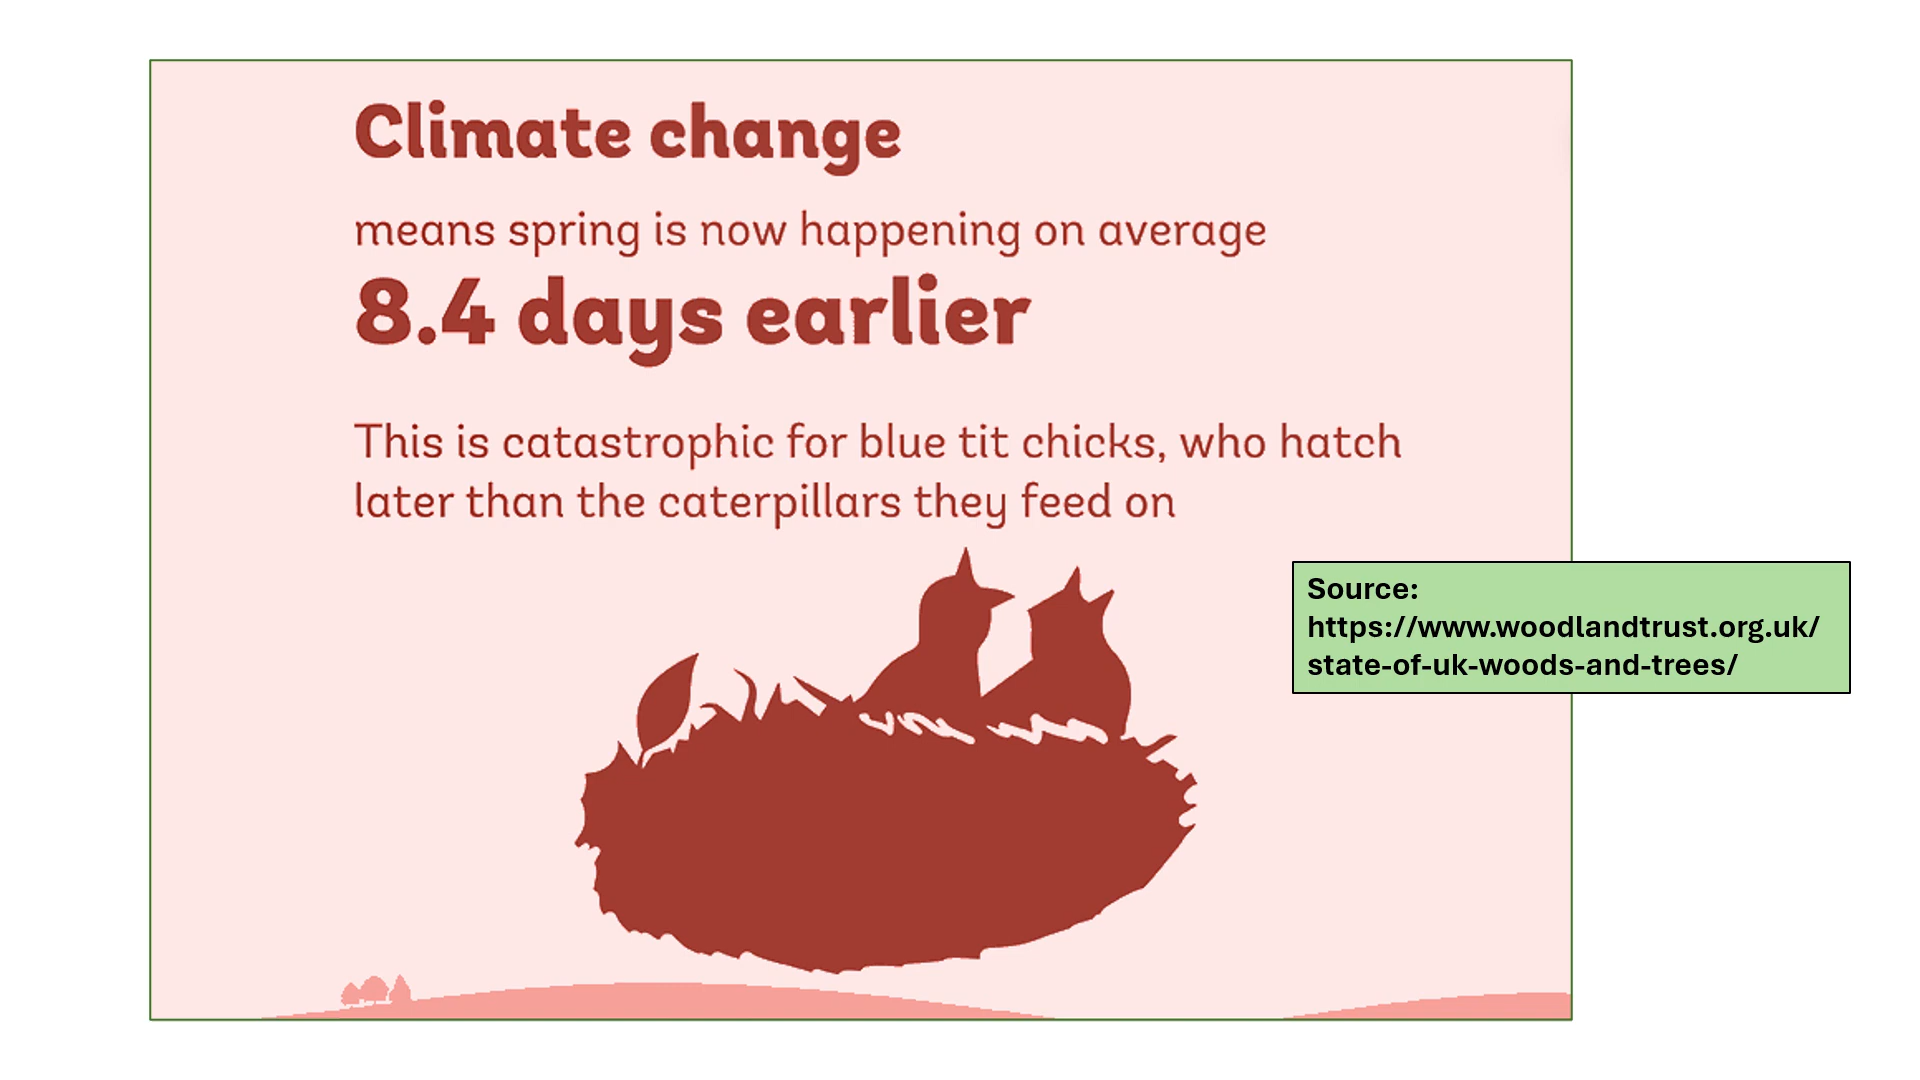 Climate change
means spring is now happening on average
8.4 days earlier
This is catastrophic for blue tit chicks, who hatch
later than the caterpillars they feed on
Source:
https://www.woodlandtrust.org.uk/
state-of-uk-woods-and-trees/